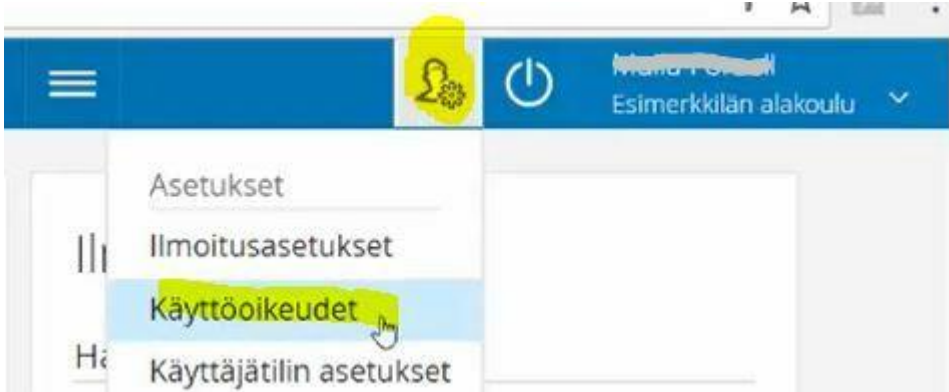 Esimerkkilän alakoulu
Asetukset
Ilmoitusasetukset
Käyttöoikeudet
Käyttäjätilin asetukset